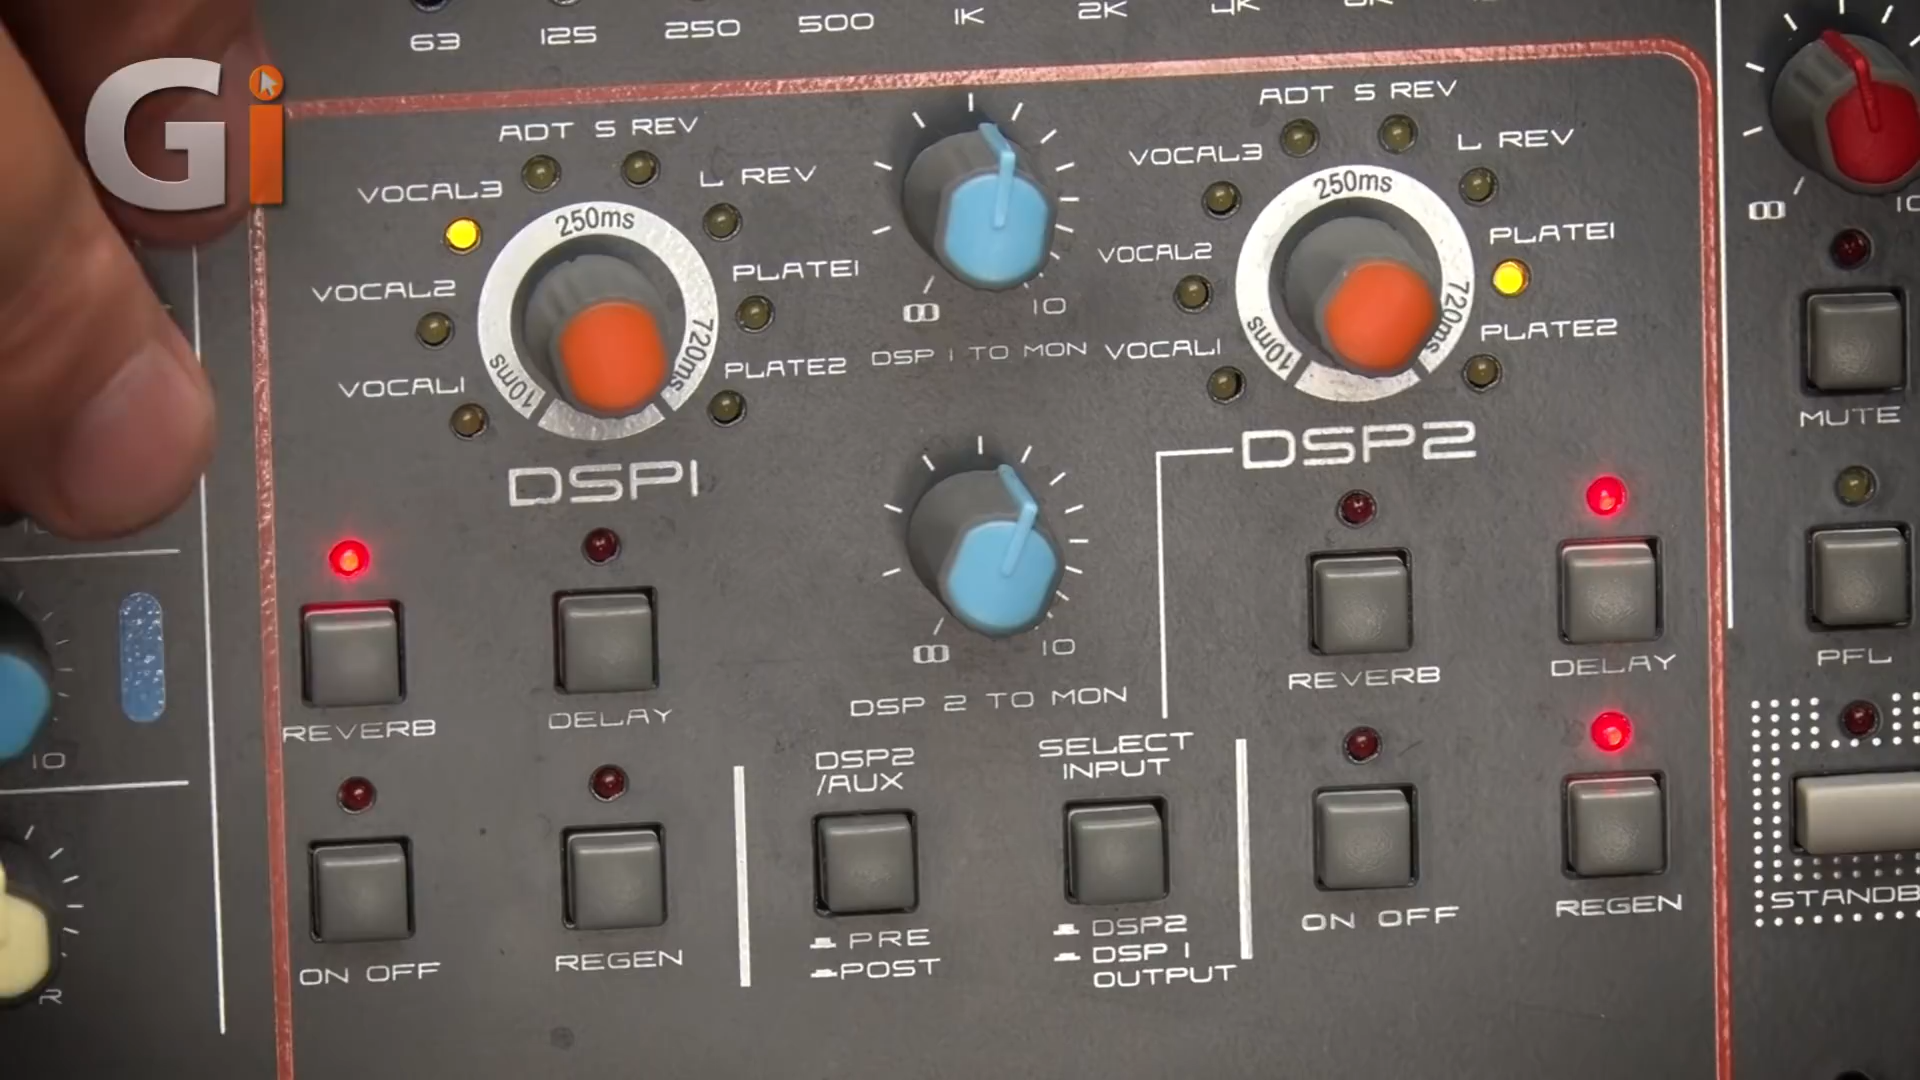 63 125 250 500 1K 2K 4K
Gi
ADT S REV
VOCAL3
L REV
250ms
VOCAL2
PLATE1
10ms
720ms
VOCAL1
PLATE2
DSP1
∞ 10
DSP 1 TO MON
ADT S REV
VOCAL3
L REV
250ms
PLATE1
VOCAL2
10ms
720ms
PLATE2
VOCAL1
DSP2
∞ 10
MUTE
∞ 10
DSP 2 TO MON
REVERB
DELAY
REVERB
DELAY
PFL
10
DSP2
/AUX
SELECT
INPUT
ON OFF
REGEN
PRE
POST
DSP2
DSP 1
OUTPUT
ON OFF
REGEN
STANDB
R